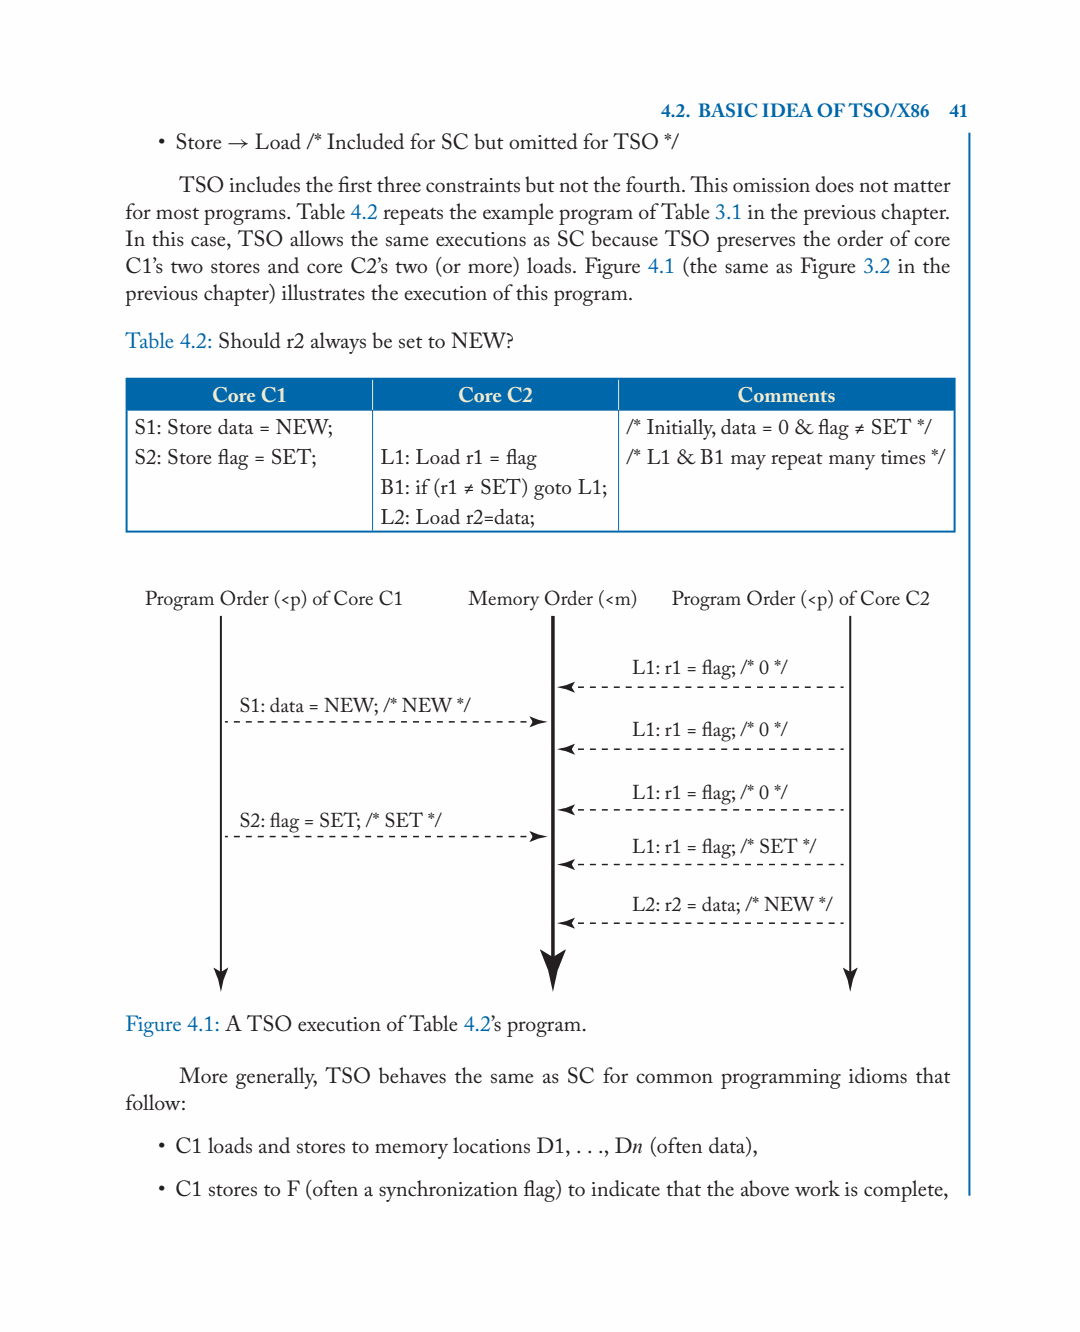 4.2. BASIC IDEA OF TSO/X86 41
• Store → Load /* Included for SC but omitted for TSO */
TSO includes the first three constraints but not the fourth. This omission does not matter
for most programs. Table 4.2 repeats the example program of Table 3.1 in the previous chapter.
In this case, TSO allows the same executions as SC because TSO preserves the order of core
C1's two stores and core C2's two (or more) loads. Figure 4.1 (the same as Figure 3.2 in the
previous chapter) illustrates the execution of this program.
Table 4.2: Should r2 always be set to NEW?
Core C1 Core C2 Comments
S1: Store data = NEW; /* Initially, data = 0 & flag ≠ SET */
S2: Store flag = SET; L1: Load r1 = flag /* L1 & B1 may repeat many times */
B1: if (r1 ≠ SET) goto L1;
L2: Load r2=data;
Program Order (<p) of Core C1 Memory Order (<m) Program Order (<p) of Core C2
L1: r1 = flag; /* 0 */
S1: data = NEW; /* NEW */
L1: r1 = flag; /* 0 */
L1: r1 = flag; /* 0 */
S2: flag = SET; /* SET */
L1: r1 = flag; /* SET */
L2: r2 = data; /* NEW */
Figure 4.1: A TSO execution of Table 4.2's program.
More generally, TSO behaves the same as SC for common programming idioms that
follow:
• C1 loads and stores to memory locations D1, . . ., Dn (often data),
• C1 stores to F (often a synchronization flag) to indicate that the above work is complete,